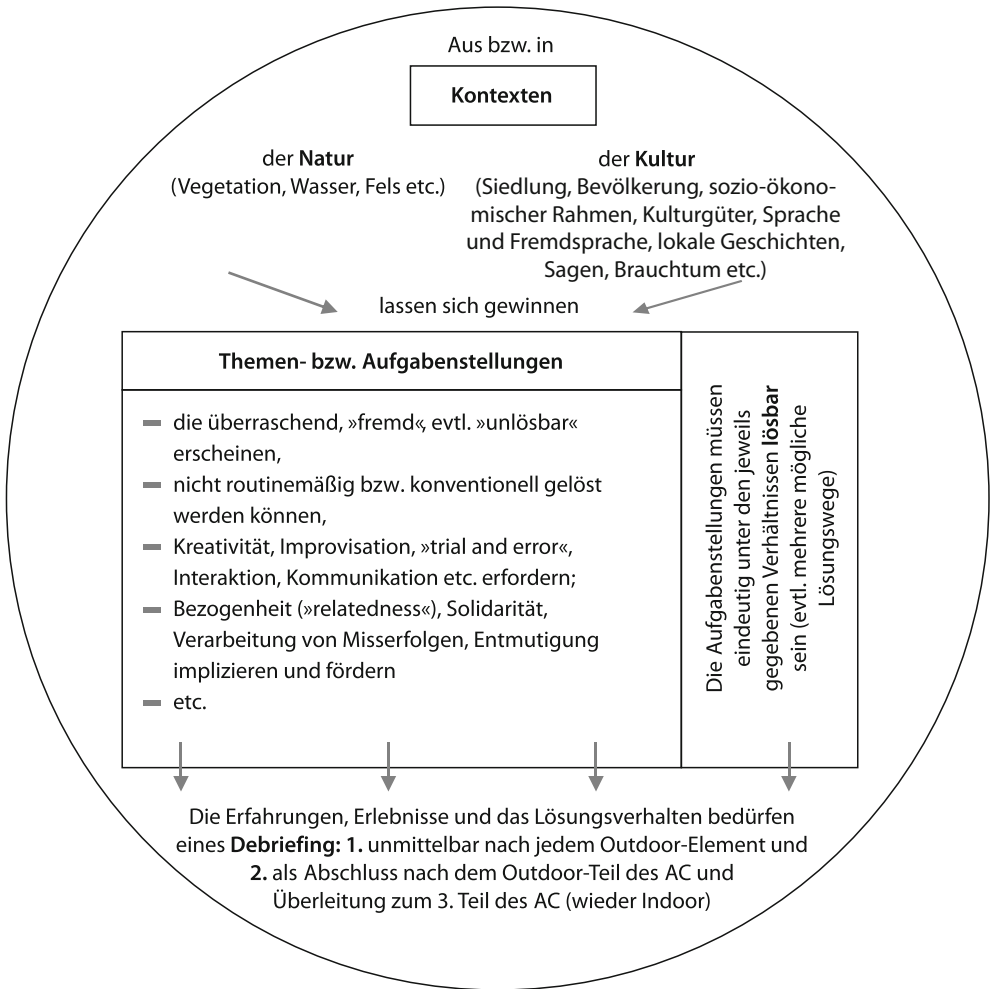 Aus bzw. in
Kontexten
der Natur
(Vegetation, Wasser, Fels etc.)
der Kultur
(Siedlung, Bevölkerung, sozio-ökono-
mischer Rahmen, Kulturgüter, Sprache
und Fremdsprache, lokale Geschichten,
Sagen, Brauchtum etc.)
lassen sich gewinnen
Themen- bzw. Aufgabenstellungen
– die überraschend, »fremd«, evtl. »unlösbar«
erscheinen,
– nicht routinemäßig bzw. konventionell gelöst
werden können,
– Kreativität, Improvisation, »trial and error«,
Interaktion, Kommunikation etc. erfordern;
– Bezogenheit (»relatedness«), Solidarität,
Verarbeitung von Misserfolgen, Entmutigung
implizieren und fördern
– etc.
Die Aufgabenstellungen müssen
eindeutig unter den jeweils
gegebenen Verhältnissen lösbar
sein (evtl. mehrere mögliche
Lösungswege)
Die Erfahrungen, Erlebnisse und das Lösungsverhalten bedürfen
eines Debriefing: 1. unmittelbar nach jedem Outdoor-Element und
2. als Abschluss nach dem Outdoor-Teil des AC und
Überleitung zum 3. Teil des AC (wieder Indoor)